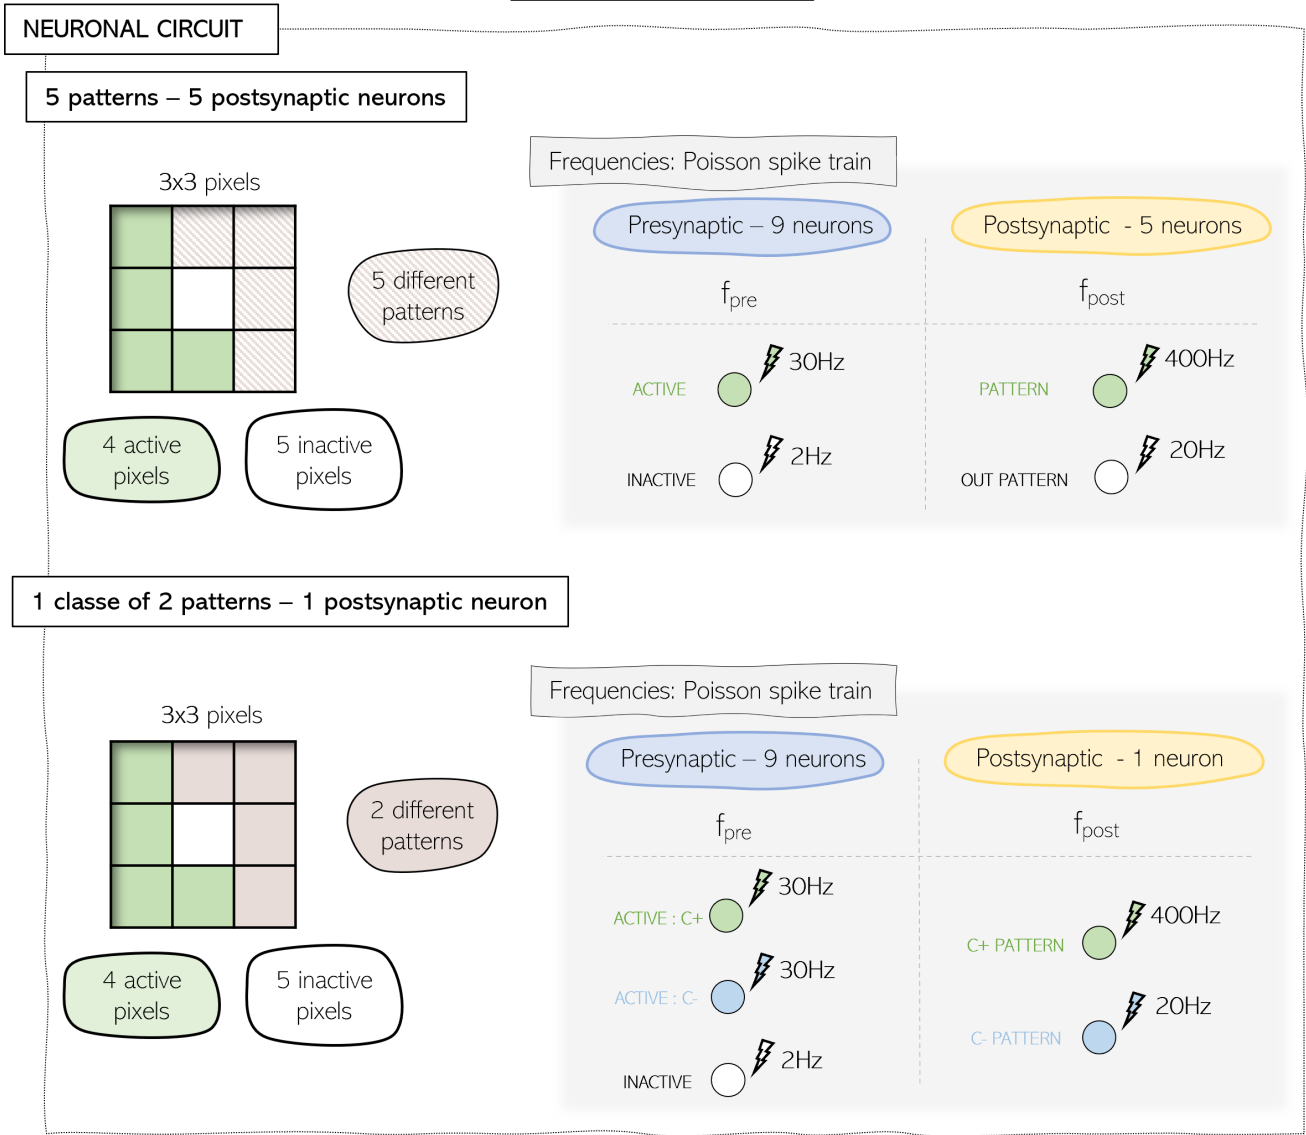 NEURONAL CIRCUIT
5 patterns – 5 postsynaptic neurons
3x3 pixels
5 different
patterns
4 active
pixels
5 inactive
pixels
Frequencies: Poisson spike train
Presynaptic – 9 neurons
Postsynaptic - 5 neurons
fpre
fpost
ACTIVE
30Hz
PATTERN
400Hz
INACTIVE
2Hz
OUT PATTERN
20Hz
1 classe of 2 patterns – 1 postsynaptic neuron
3x3 pixels
2 different
patterns
4 active
pixels
5 inactive
pixels
Frequencies: Poisson spike train
Presynaptic – 9 neurons
Postsynaptic - 1 neuron
fpre
fpost
ACTIVE : C+
30Hz
ACTIVE : C-
30Hz
INACTIVE
2Hz
C+ PATTERN
400Hz
C- PATTERN
20Hz